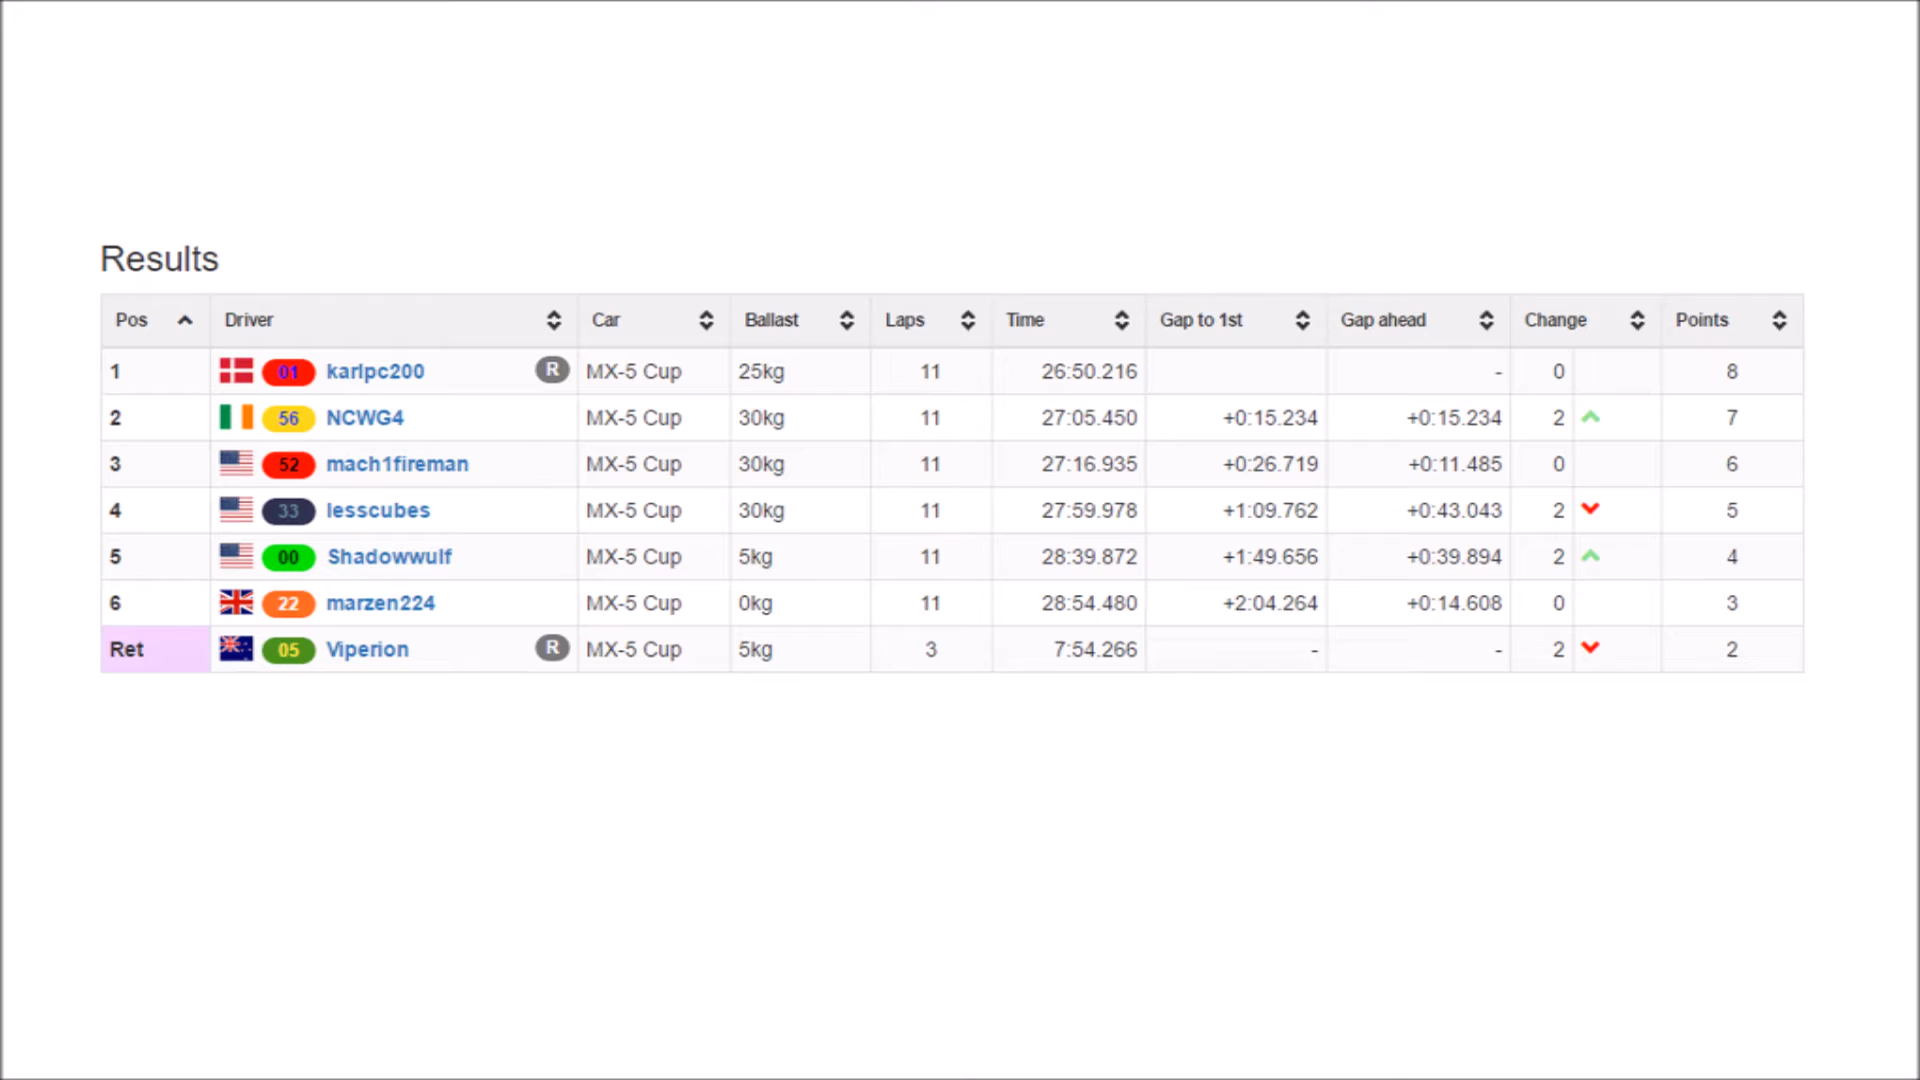 Results
Pos Driver Car Ballast Laps Time Gap to 1st Gap ahead Change Points
1 01 karlpc200 R MX-5 Cup 25kg 11 26:50.216 - 0 8
2 56 NCWG4 MX-5 Cup 30kg 11 27:05.450 +0:15.234 +0:15.234 2 7
3 52 mach1fireman MX-5 Cup 30kg 11 27:16.935 +0:26.719 +0:11.485 0 6
4 33 lesscubes MX-5 Cup 30kg 11 27:59.978 +1:09.762 +0:43.043 2 5
5 00 Shadowwulf MX-5 Cup 5kg 11 28:39.872 +1:49.656 +0:39.894 2 4
6 22 marzen224 MX-5 Cup 0kg 11 28:54.480 +2:04.264 +0:14.608 0 3
Ret 05 Viperion R MX-5 Cup 5kg 3 7:54.266 - - 2 2